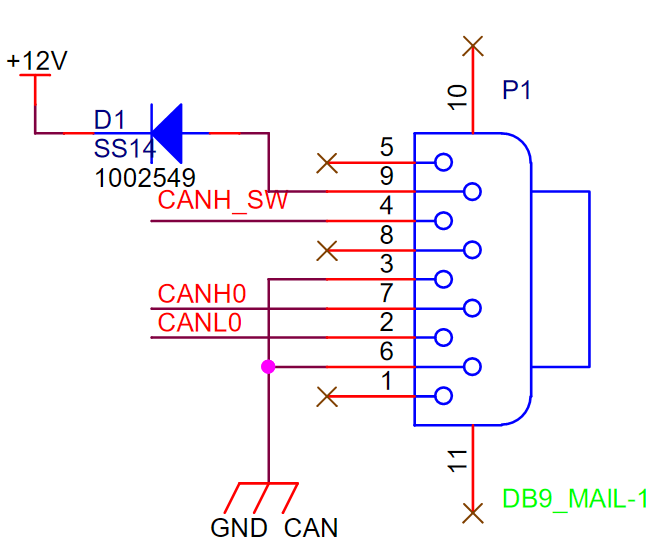 +12V
10
P1
D1
SS14
1002549
5
9
CANH_SW
4
8
3
CANH0
7
CANL0
2
6
1
11
DB9_MAIL-1
GND CAN